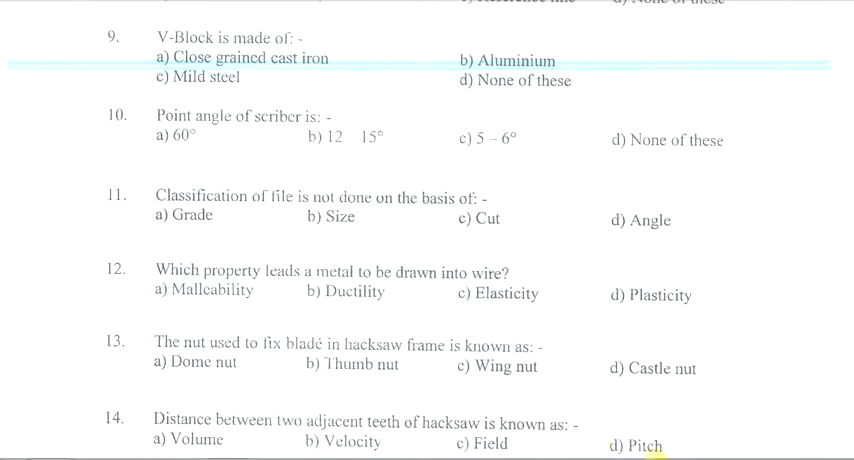 9. V-Block is made of: -
a) Close grained cast iron b) Aluminium
c) Mild steel d) None of these
10. Point angle of scriber is: -
a) 60° b) 12 15° c) 5 – 6° d) None of these
11. Classification of file is not done on the basis of: -
a) Grade b) Size c) Cut d) Angle
12. Which property leads a metal to be drawn into wire?
a) Malleability b) Ductility c) Elasticity d) Plasticity
13. The nut used to fix blade in hacksaw frame is known as: -
a) Dome nut b) Thumb nut c) Wing nut d) Castle nut
14. Distance between two adjacent teeth of hacksaw is known as: -
a) Volume b) Velocity c) Field d) Pitch